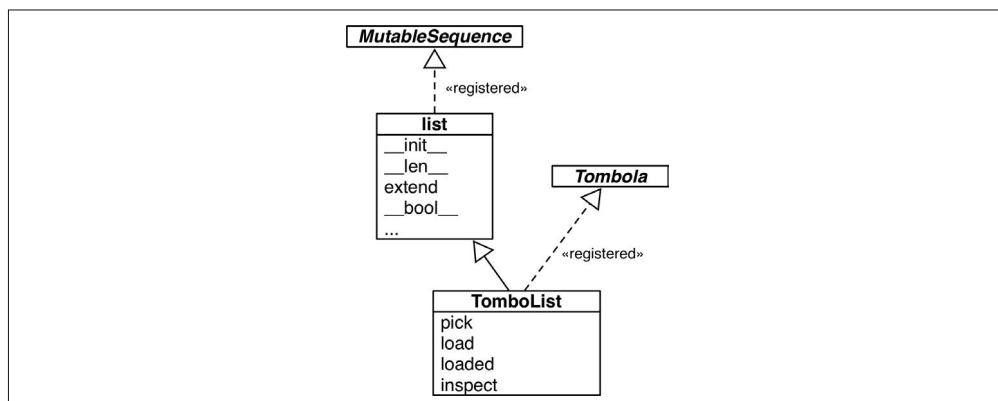 MutableSequence
«registered»
list
__init__
__len__
extend
__bool__
...
Tombola
«registered»
TomboList
pick
load
loaded
inspect